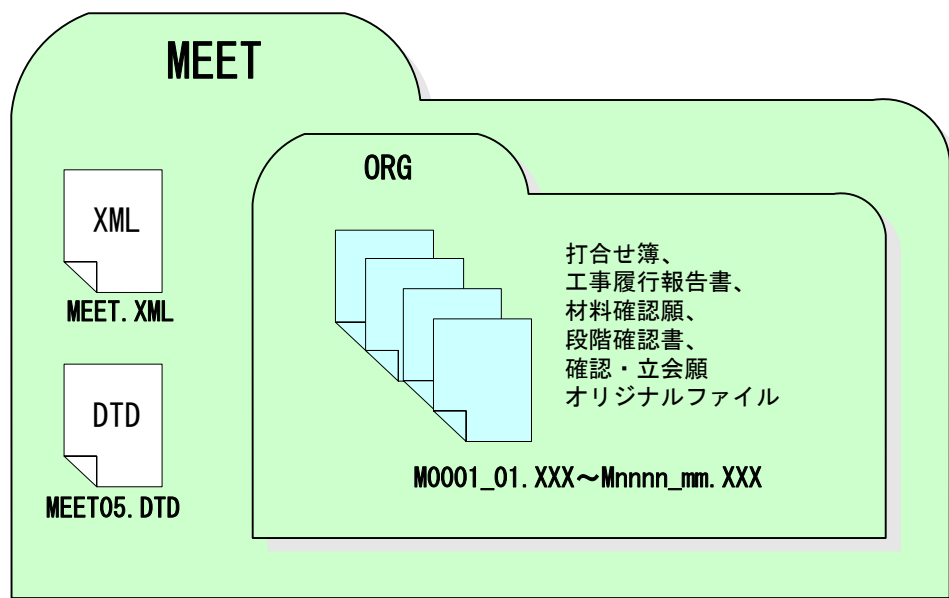 MEET
ORG
XML
MEET.XML
DTD
MEET05.DTD
打合せ簿、
工事履行報告書、
材料確認願、
段階確認書、
確認・立会願
オリジナルファイル
M0001_01.XXX～Mnnnn_mm.XXX